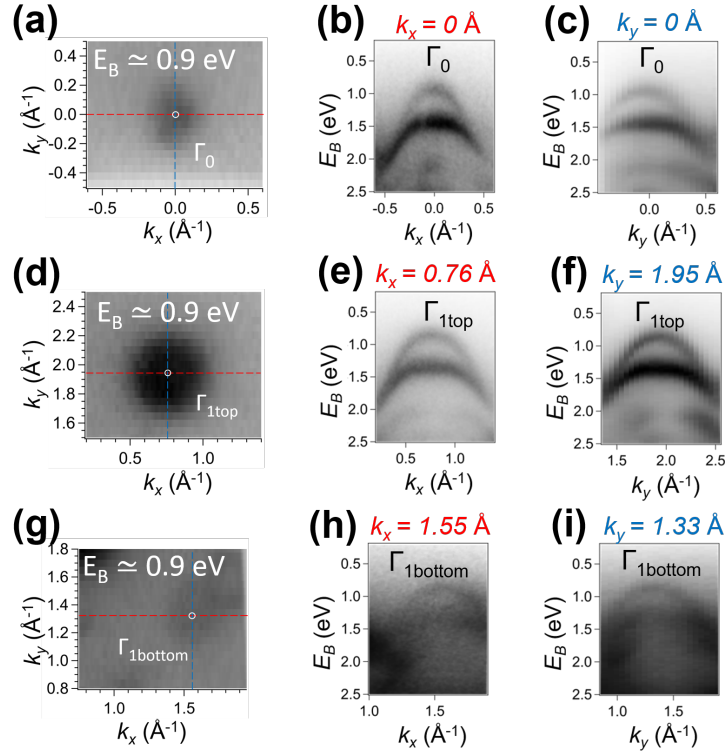 (a)
E_B ≃ 0.9 eV
Γ_0
0.4
0.2
0.0
-0.2
-0.4
k_y (Å⁻¹)
-0.5
0.0
0.5
k_x (Å⁻¹)
(b)
k_x = 0 Å
Γ_0
0.5
1.0
1.5
2.0
2.5
E_B (eV)
-0.5
0.0
0.5
k_x (Å⁻¹)
(c)
k_y = 0 Å
Γ_0
0.5
1.0
1.5
2.0
2.5
E_B (eV)
-0.5
0.0
0.5
k_y (Å⁻¹)
(d)
E_B ≃ 0.9 eV
Γ_1top
2.4
2.2
2.0
1.8
1.6
k_y (Å⁻¹)
0.5
1.0
k_x (Å⁻¹)
(e)
k_x = 0.76 Å
Γ_1top
0.5
1.0
1.5
2.0
2.5
E_B (eV)
0.5
1.0
k_x (Å⁻¹)
(f)
k_y = 1.95 Å
Γ_1top
0.5
1.0
1.5
2.0
2.5
E_B (eV)
1.5
2.0
2.5
k_y (Å⁻¹)
(g)
E_B ≃ 0.9 eV
Γ_1bottom
1.8
1.6
1.4
1.2
1.0
0.8
k_y (Å⁻¹)
1.0
1.5
k_x (Å⁻¹)
(h)
k_x = 1.55 Å
Γ_1bottom
0.5
1.0
1.5
2.0
2.5
E_B (eV)
1.0
1.5
k_x (Å⁻¹)
(i)
k_y = 1.33 Å
Γ_1bottom
0.5
1.0
1.5
2.0
2.5
E_B (eV)
1.0
1.5
k_y (Å⁻¹)